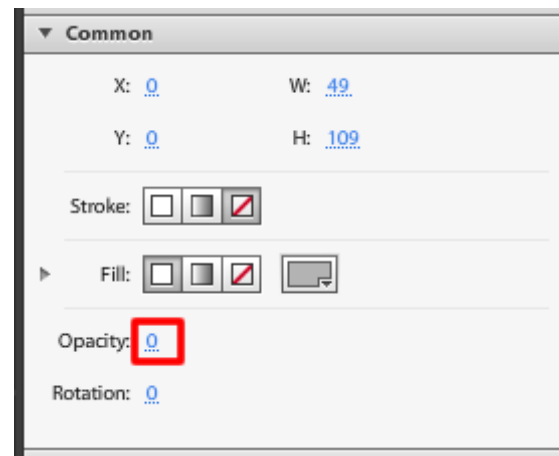 Common
X: 0 W: 49
Y: 0 H: 109
Stroke:
Fill:
Opacity: 0
Rotation: 0